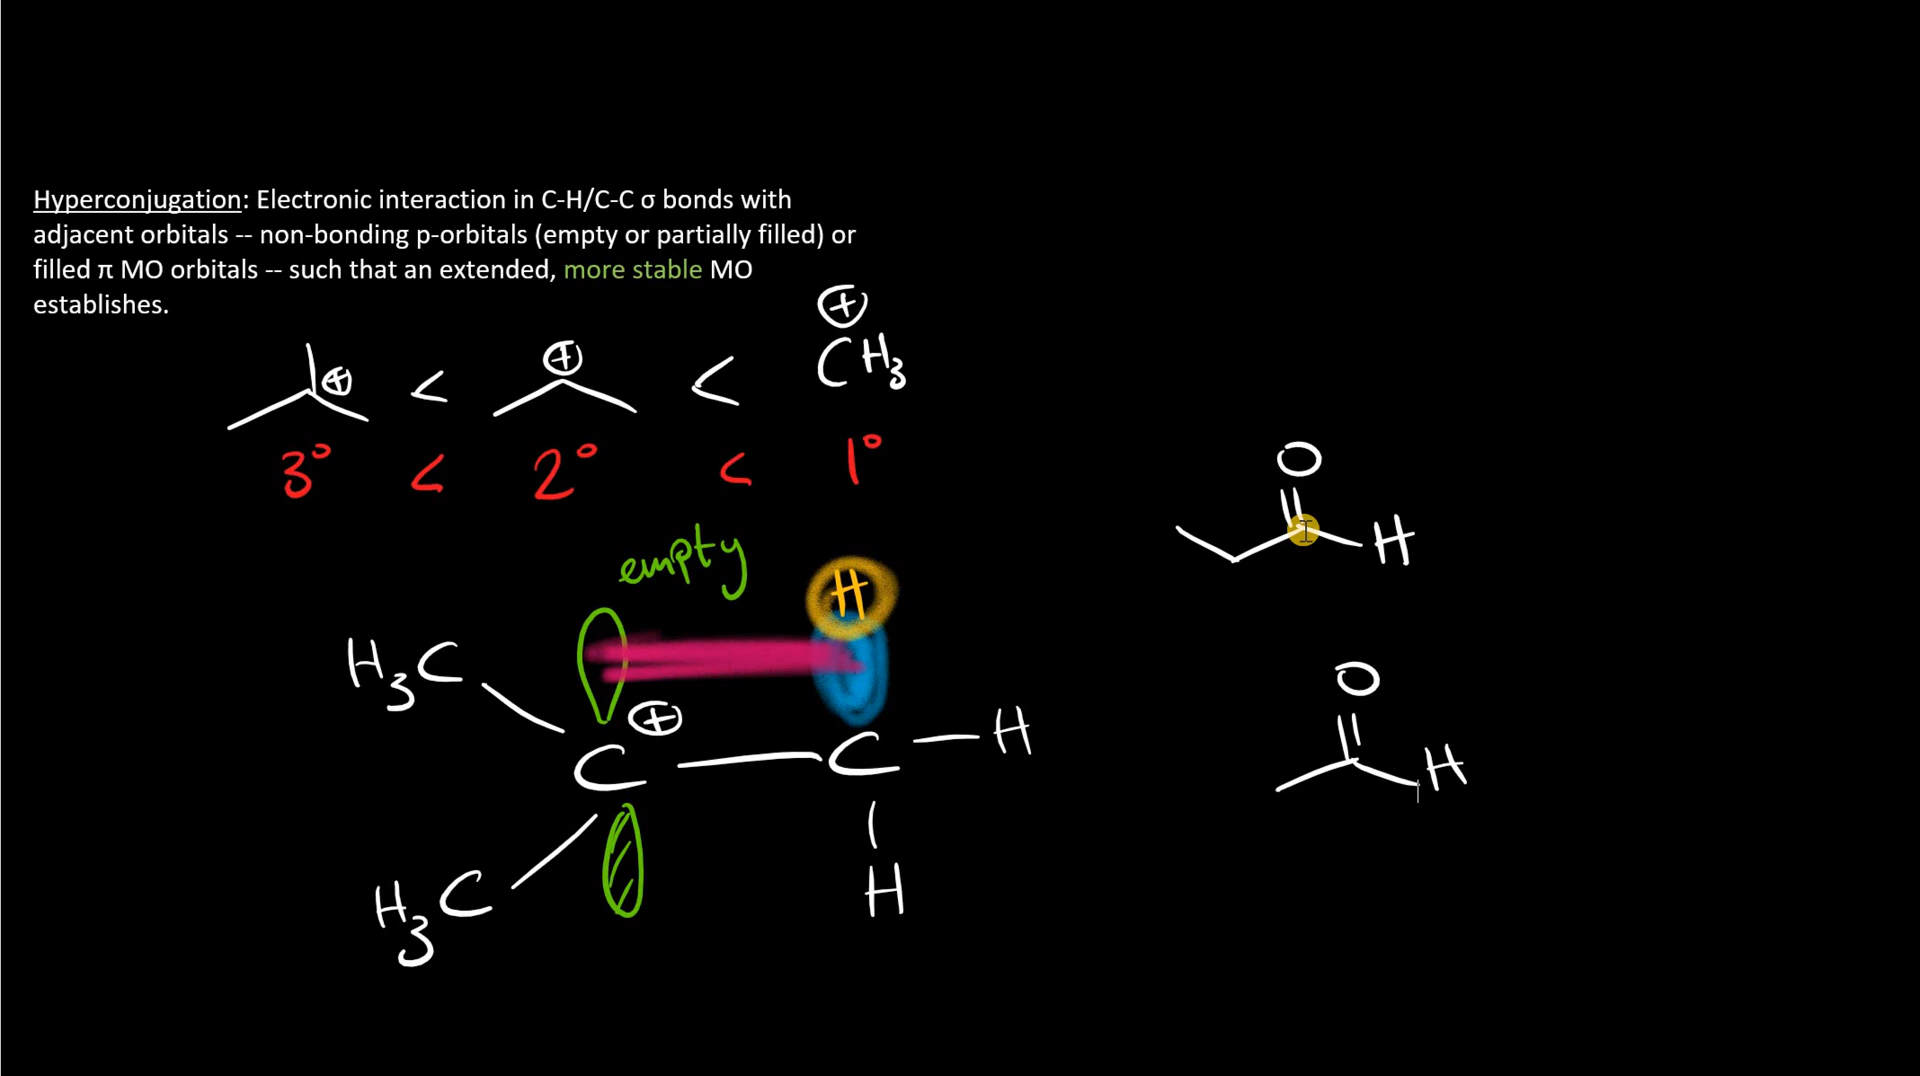 Hyperconjugation: Electronic interaction in C-H/C-C σ bonds with
adjacent orbitals -- non-bonding p-orbitals (empty or partially filled) or
filled π MO orbitals -- such that an extended, more stable MO
establishes.
⊕ < ⊕ < ⊕
CH₃
3° < 2° < 1°
empty
H
H₃C
⊕
C — C — H
H₃C
H
O
H
O
H